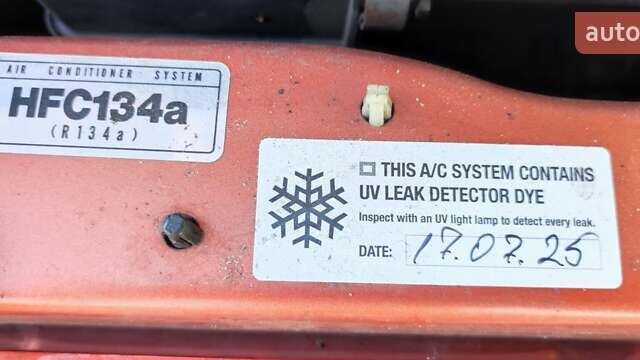 AIR CONDITIONER SYSTEM
HFC134a
(R134a)
THIS A/C SYSTEM CONTAINS
UV LEAK DETECTOR DYE
Inspect with an UV light lamp to detect every leak.
DATE: 17.07.25
auto